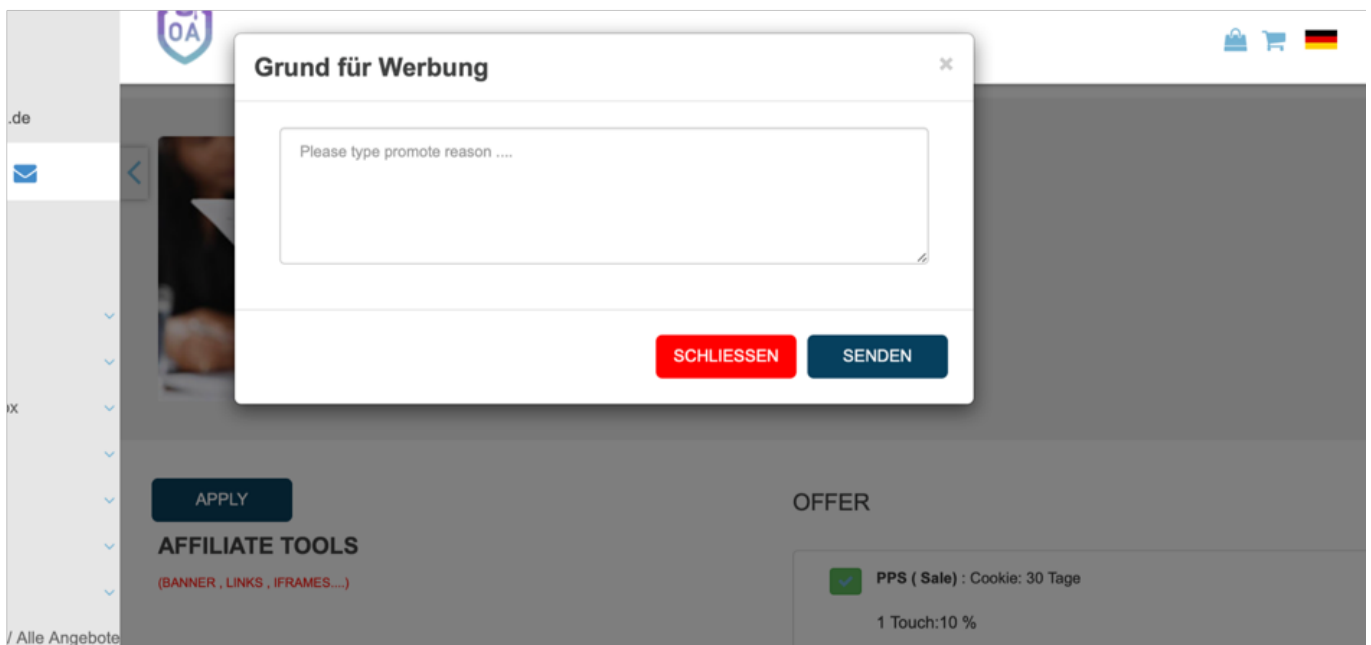 OA
Grund für Werbung
×
.de
Please type promote reason ....
SCHLIESSEN
SENDEN
APPLY
OFFER
AFFILIATE TOOLS
(BANNER , LINKS , IFRAMES....)
PPS ( Sale) : Cookie: 30 Tage
1 Touch:10 %
/ Alle Angebote